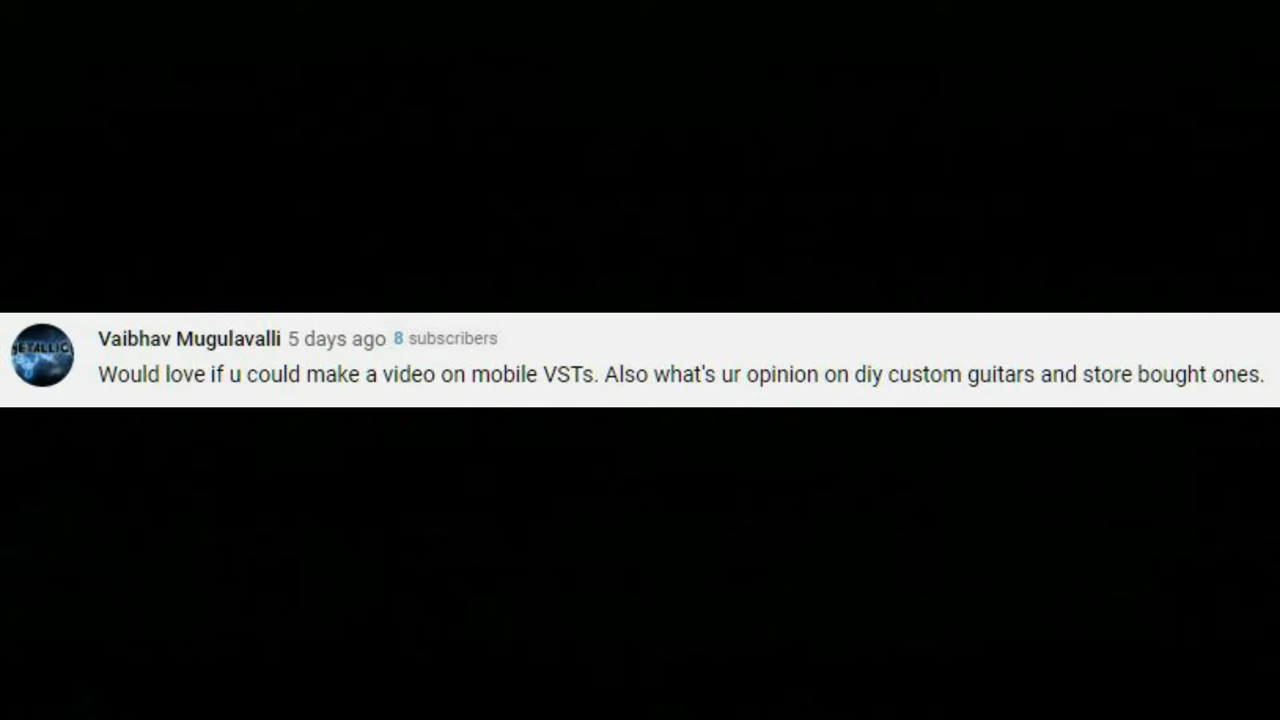 METALLICA
Vaibhav Mugulavalli 5 days ago 8 subscribers
Would love if u could make a video on mobile VSTs. Also what's ur opinion on diy custom guitars and store bought ones.